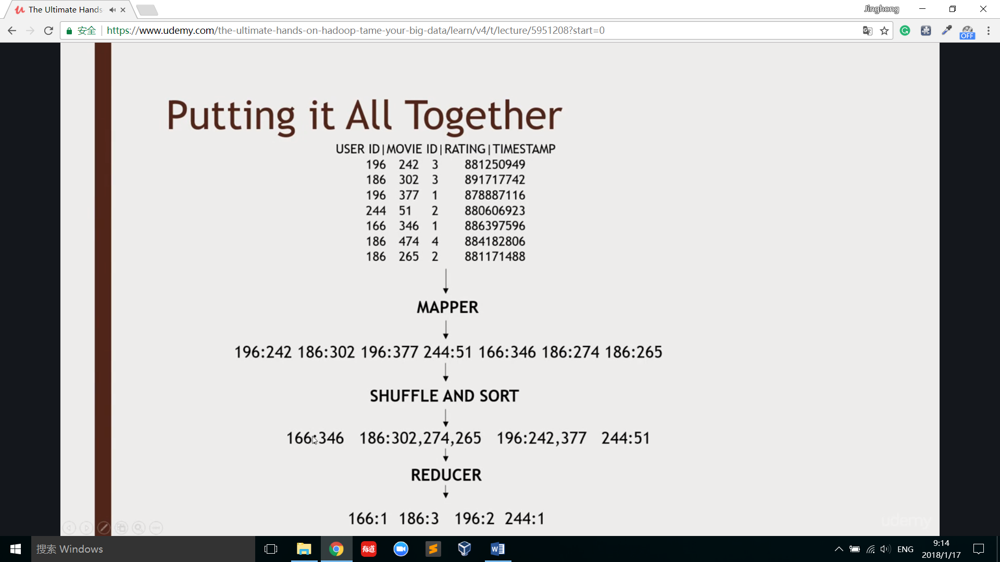 The Ultimate Hands
Jinghong
安全
https://www.udemy.com/the-ultimate-hands-on-hadoop-tame-your-big-data/learn/v4/t/lecture/5951208?start=0
OFF
Putting it All Together
USER ID|MOVIE ID|RATING|TIMESTAMP
196 242 3 881250949
186 302 3 891717742
196 377 1 878887116
244 51 2 880606923
166 346 1 886397596
186 474 4 884182806
186 265 2 881171488
MAPPER
196:242 186:302 196:377 244:51 166:346 186:274 186:265
SHUFFLE AND SORT
166:346 186:302,274,265 196:242,377 244:51
REDUCER
166:1 186:3 196:2 244:1
udemy
搜索 Windows
有道
ENG
9:14
2018/1/17